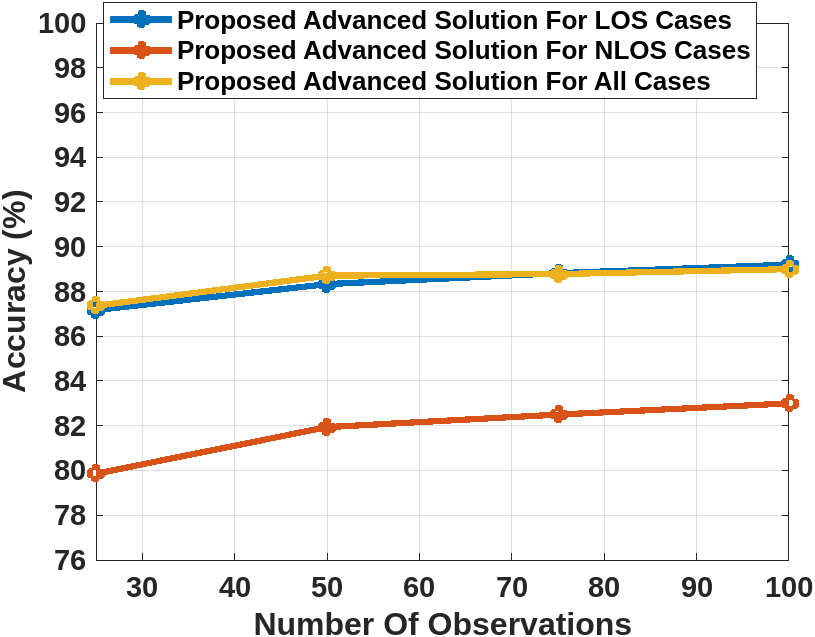 Proposed Advanced Solution For LOS Cases
Proposed Advanced Solution For NLOS Cases
Proposed Advanced Solution For All Cases
100
98
96
94
92
90
88
86
84
82
80
78
76
Accuracy (%)
30 40 50 60 70 80 90 100
Number Of Observations